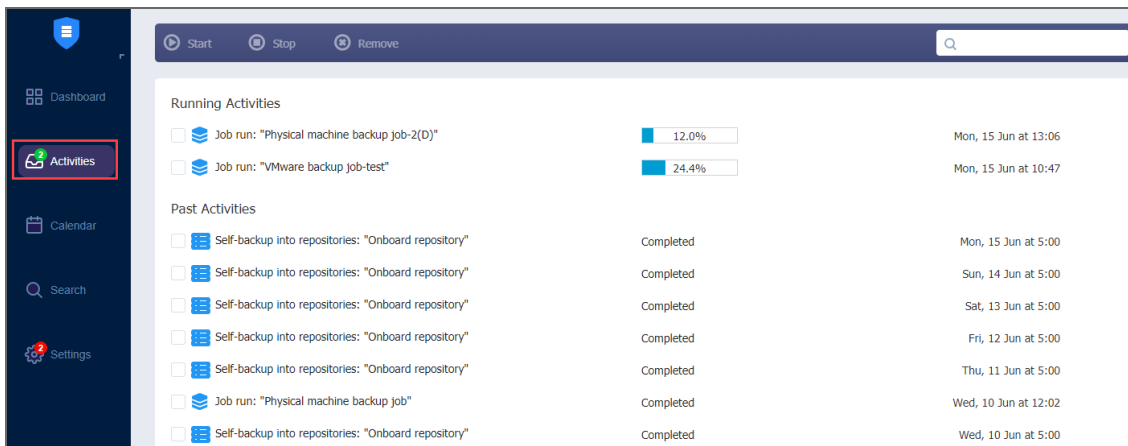 Start Stop Remove
Dashboard
2
Activities
Calendar
Search
2
Settings
Running Activities
Job run: "Physical machine backup job-2(D)" 12.0% Mon, 15 Jun at 13:06
Job run: "VMware backup job-test" 24.4% Mon, 15 Jun at 10:47
Past Activities
Self-backup into repositories: "Onboard repository" Completed Mon, 15 Jun at 5:00
Self-backup into repositories: "Onboard repository" Completed Sun, 14 Jun at 5:00
Self-backup into repositories: "Onboard repository" Completed Sat, 13 Jun at 5:00
Self-backup into repositories: "Onboard repository" Completed Fri, 12 Jun at 5:00
Self-backup into repositories: "Onboard repository" Completed Thu, 11 Jun at 5:00
Job run: "Physical machine backup job" Completed Wed, 10 Jun at 12:02
Self-backup into repositories: "Onboard repository" Completed Wed, 10 Jun at 5:00